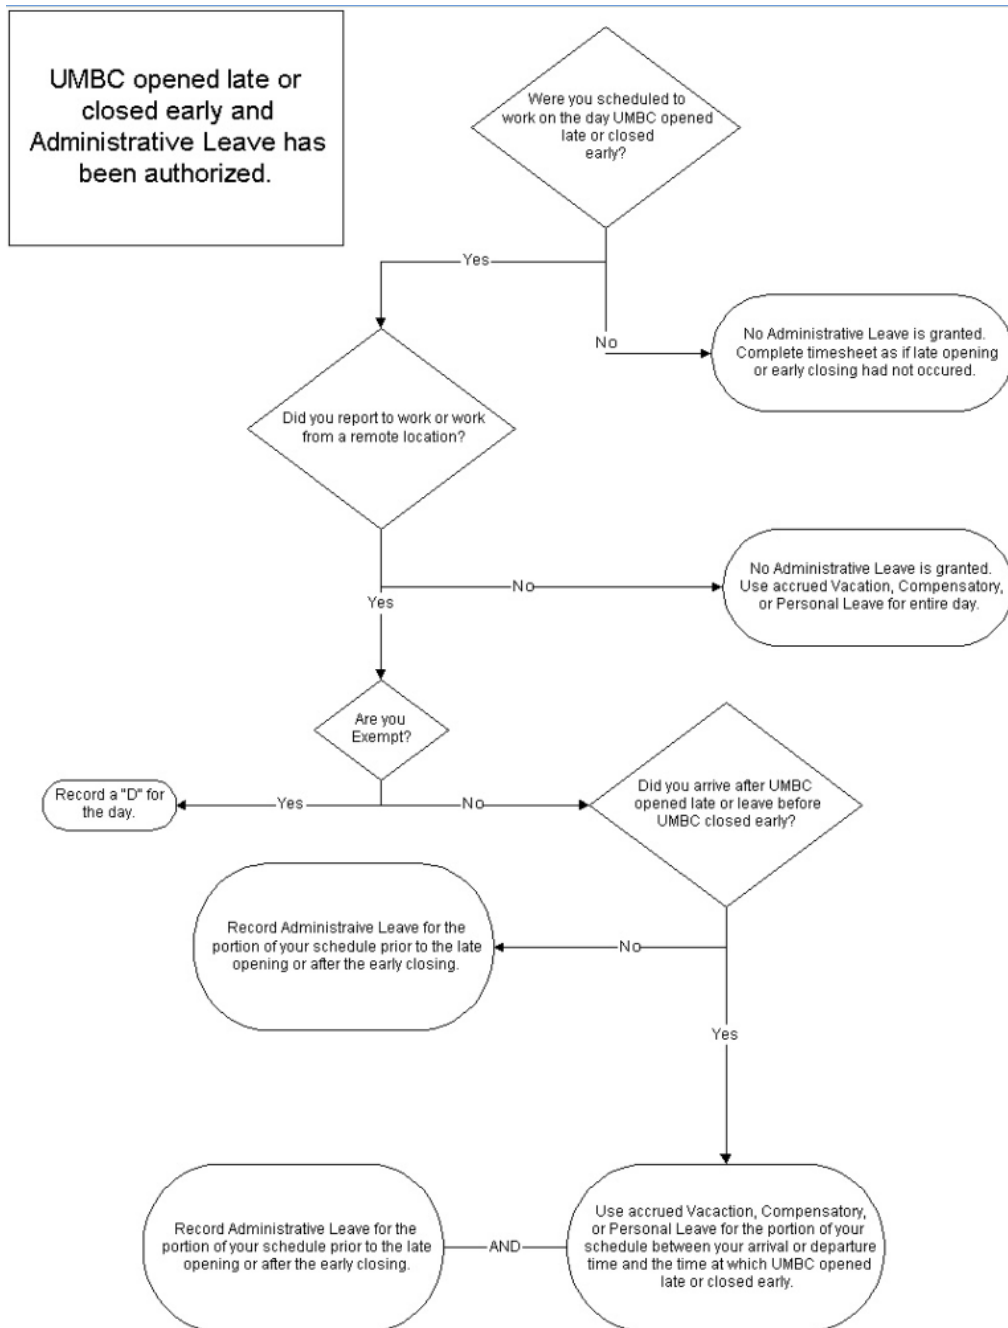 UMBC opened late or
closed early and
Administrative Leave has
been authorized.
Were you scheduled to
work on the day UMBC opened
late or closed
early?
Yes
No
No Administrative Leave is granted.
Complete timesheet as if late opening
or early closing had not occured.
Did you report to work or work
from a remote location?
No
Yes
No Administrative Leave is granted.
Use accrued Vacation, Compensatory,
or Personal Leave for entire day.
Are you
Exempt?
Yes
No
Record a "D" for
the day.
Did you arrive after UMBC
opened late or leave before
UMBC closed early?
No
Record Administraive Leave for the
portion of your schedule prior to the late
opening or after the early closing.
Yes
Record Administrative Leave for the
portion of your schedule prior to the late
opening or after the early closing.
AND
Use accrued Vacaction, Compensatory,
or Personal Leave for the portion of your
schedule between your arrival or departure
time and the time at which UMBC opened
late or closed early.